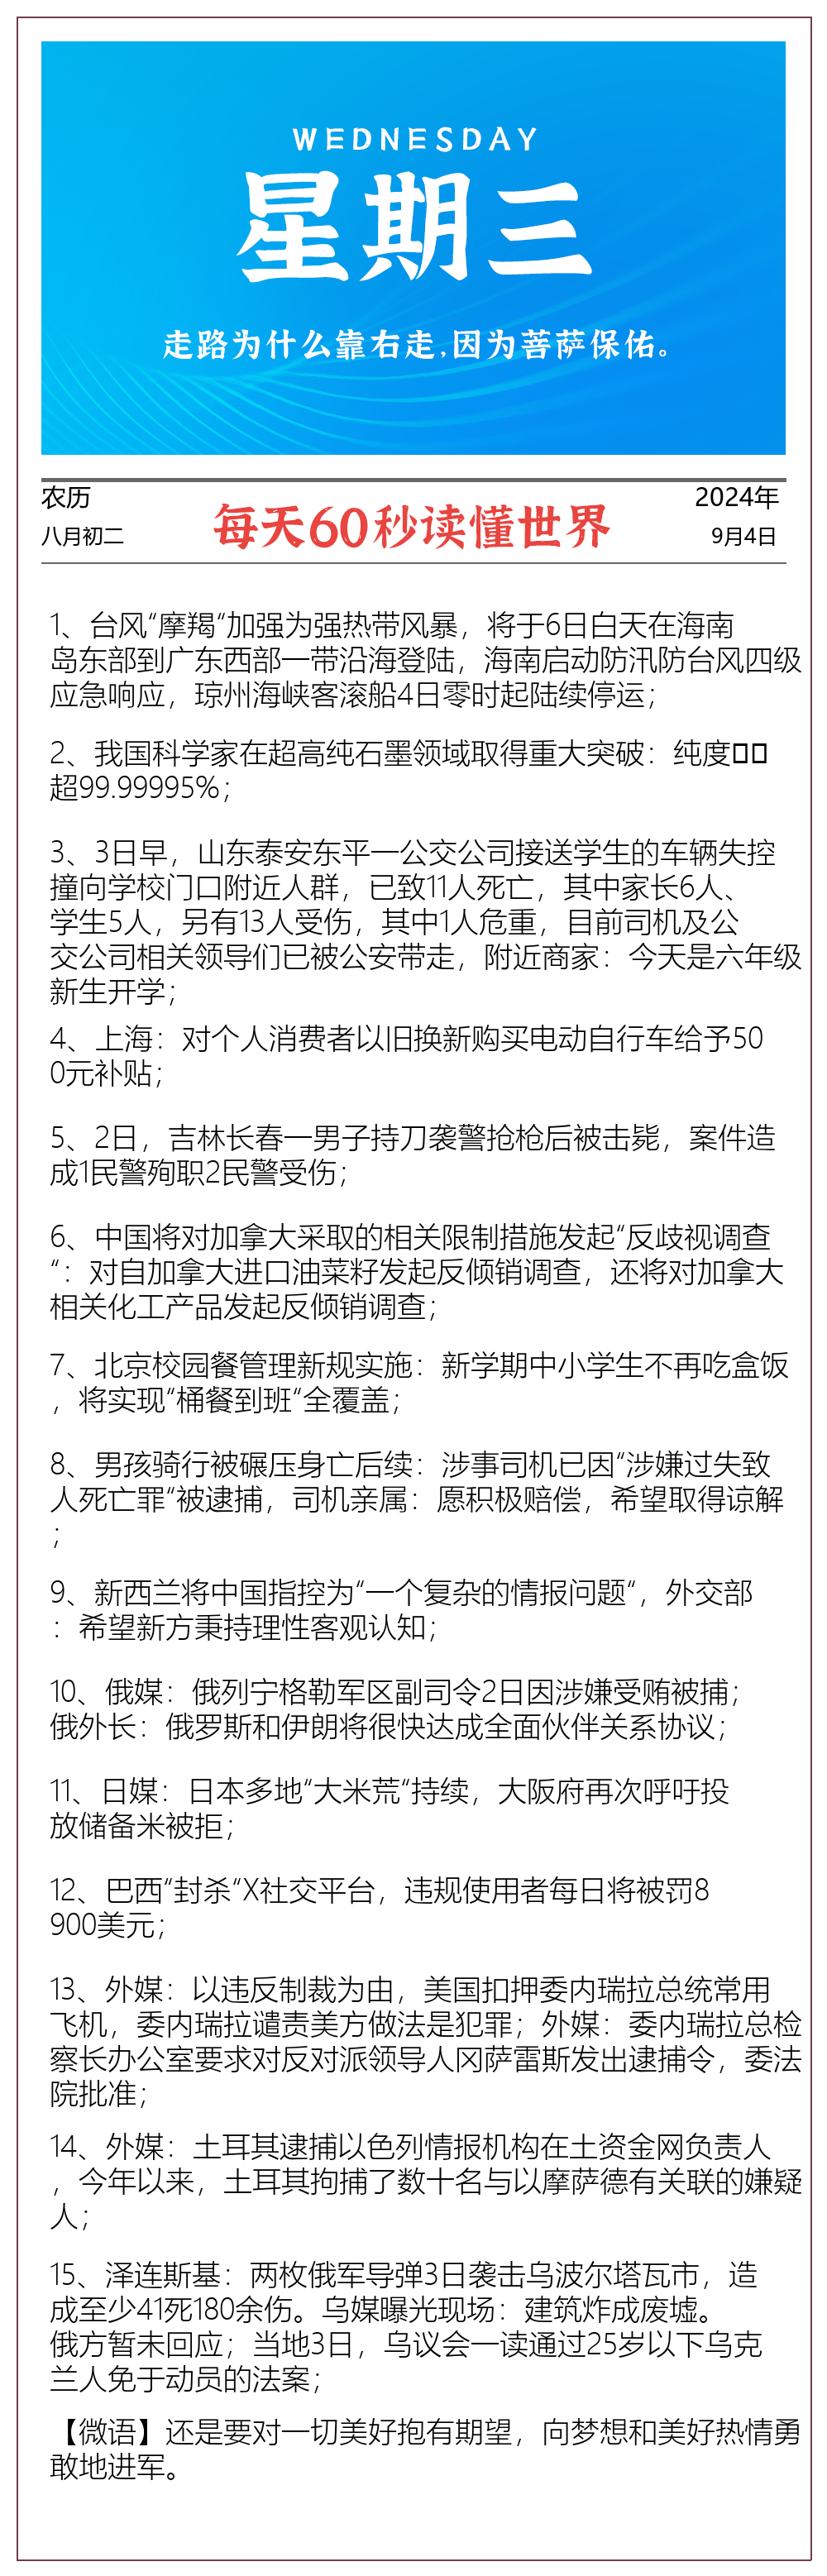 WEDNESDAY
星期三
走路为什么靠右走,因为菩萨保佑。
农历
八月初二
每天60秒读懂世界
2024年
9月4日
1、台风“摩羯“加强为强热带风暴，将于6日白天在海南
岛东部到广东西部一带沿海登陆，海南启动防汛防台风四级
应急响应，琼州海峡客滚船4日零时起陆续停运；
2、我国科学家在超高纯石墨领域取得重大突破：纯度
超99.99995%；
3、3日早，山东泰安东平一公交公司接送学生的车辆失控
撞向学校门口附近人群，已致11人死亡，其中家长6人、
学生5人，另有13人受伤，其中1人危重，目前司机及公
交公司相关领导们已被公安带走，附近商家：今天是六年级
新生开学；
4、上海：对个人消费者以旧换新购买电动自行车给予50
0元补贴；
5、2日，吉林长春一男子持刀袭警抢枪后被击毙，案件造
成1民警殉职2民警受伤；
6、中国将对加拿大采取的相关限制措施发起“反歧视调查
“：对自加拿大进口油菜籽发起反倾销调查，还将对加拿大
相关化工产品发起反倾销调查；
7、北京校园餐管理新规实施：新学期中小学生不再吃盒饭
，将实现“桶餐到班“全覆盖；
8、男孩骑行被碾压身亡后续：涉事司机已因“涉嫌过失致
人死亡罪“被逮捕，司机亲属：愿积极赔偿，希望取得谅解
；
9、新西兰将中国指控为“一个复杂的情报问题“，外交部
：希望新方秉持理性客观认知；
10、俄媒：俄列宁格勒军区副司令2日因涉嫌受贿被捕；
俄外长：俄罗斯和伊朗将很快达成全面伙伴关系协议；
11、日媒：日本多地“大米荒“持续，大阪府再次呼吁投
放储备米被拒；
12、巴西“封杀“X社交平台，违规使用者每日将被罚8
900美元；
13、外媒：以违反制裁为由，美国扣押委内瑞拉总统常用
飞机，委内瑞拉谴责美方做法是犯罪；外媒：委内瑞拉总检
察长办公室要求对反对派领导人冈萨雷斯发出逮捕令，委法
院批准；
14、外媒：土耳其逮捕以色列情报机构在土资金网负责人
，今年以来，土耳其拘捕了数十名与以摩萨德有关联的嫌疑
人；
15、泽连斯基：两枚俄军导弹3日袭击乌波尔塔瓦市，造
成至少41死180余伤。乌媒曝光现场：建筑炸成废墟。
俄方暂未回应；当地3日，乌议会一读通过25岁以下乌克
兰人免于动员的法案；
【微语】还是要对一切美好抱有期望，向梦想和美好热情勇
敢地进军。